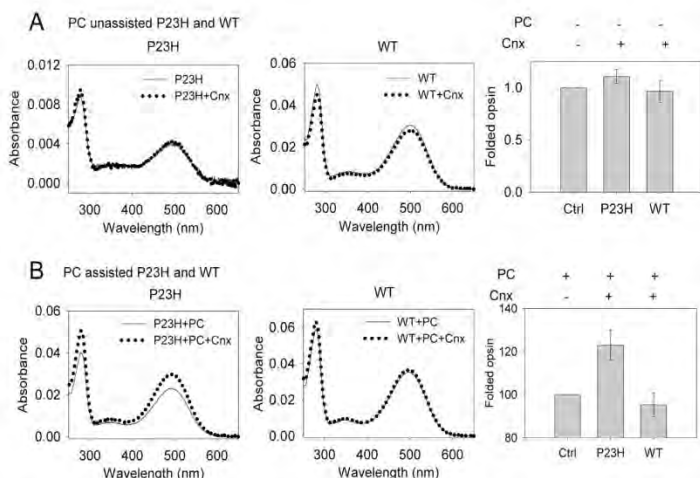 A PC unassisted P23H and WT
P23H
0.012
0.008
0.004
0.000
Absorbance
P23H
P23H+Cnx
300 400 500 600
Wavelength (nm)
WT
0.06
0.04
0.02
0.00
Absorbance
WT
WT+Cnx
300 400 500 600
Wavelength (nm)
PC - - -
Cnx - + +
1.0
0.5
0.0
Folded opsin
Ctrl P23H WT
B PC assisted P23H and WT
P23H
0.06
0.04
0.02
0.00
Absorbance
P23H+PC
P23H+PC+Cnx
300 400 500 600
Wavelength (nm)
WT
0.06
0.04
0.02
0.00
Absorbance
WT+PC
WT+PC+Cnx
300 400 500 600
Wavelength (nm)
PC + + +
Cnx - + +
140
120
100
80
Folded opsin
Ctrl P23H WT